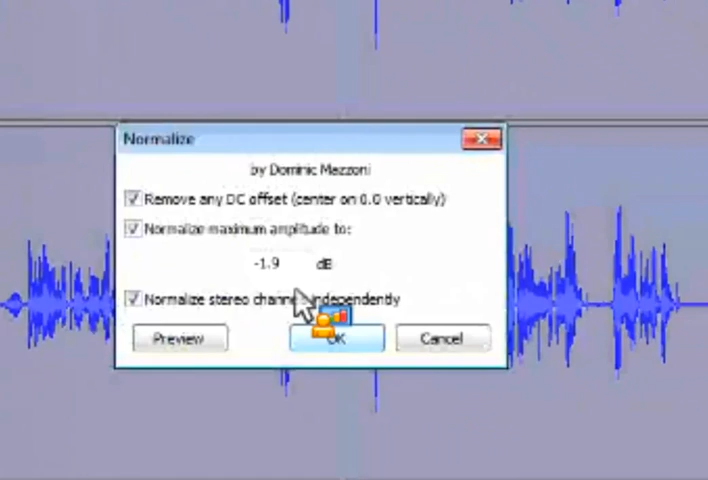 Normalize
by Dominic Mazzoni
Remove any DC offset (center on 0.0 vertically)
Normalize maximum amplitude to:
-1.9 dB
Normalize stereo channels independently
Preview OK Cancel